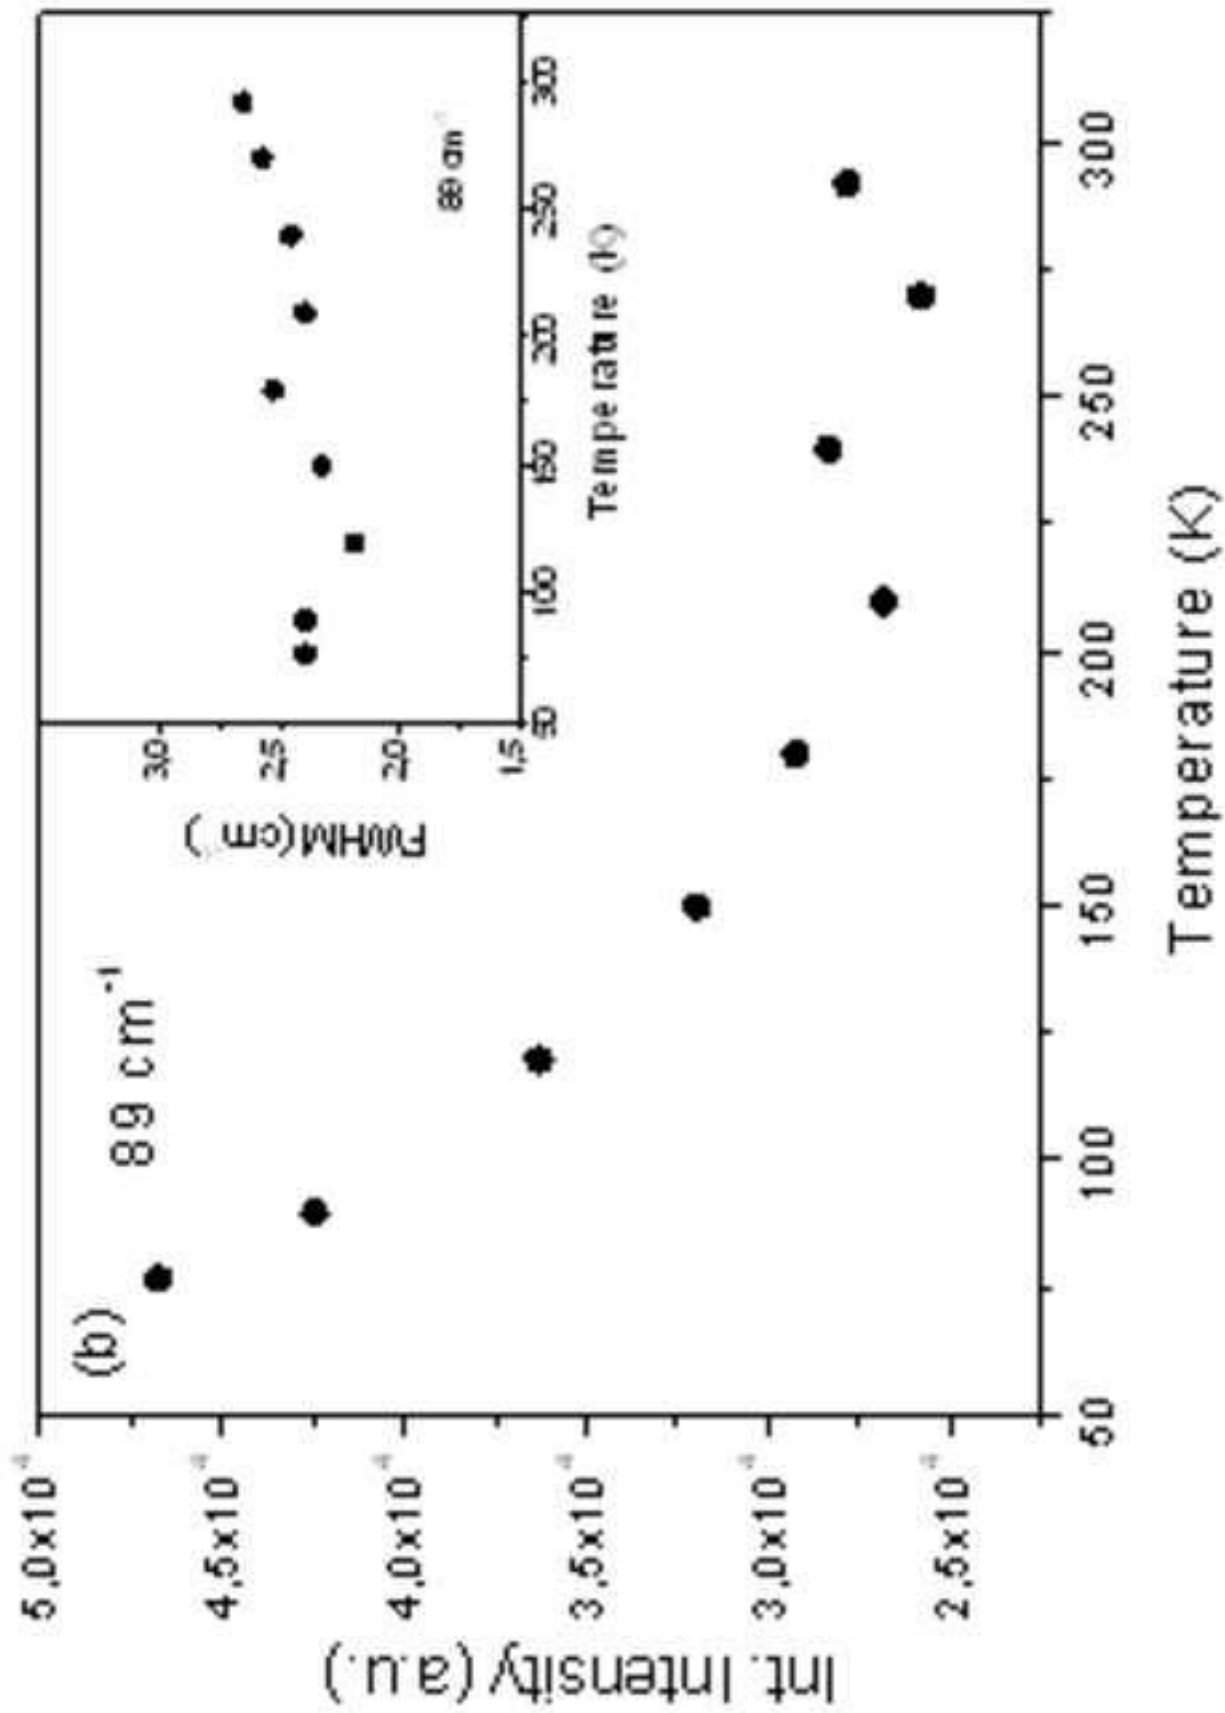 (b)
89 cm⁻¹
5,0x10⁻⁴
4,5x10⁻⁴
4,0x10⁻⁴
3,5x10⁻⁴
3,0x10⁻⁴
2,5x10⁻⁴
Int. Intensity (a.u.)
50 100 150 200 250 300
Temperature (K)
3,0
2,5
2,0
1,5
FWHM(cm⁻¹)
89 cm⁻¹
50 100 150 200 250 300
Temperature (K)